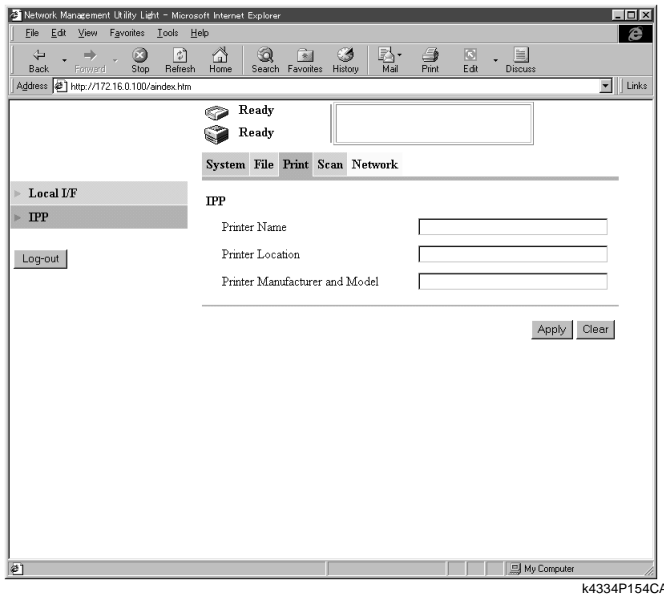 Network Management Utility Light - Microsoft Internet Explorer
File Edit View Favorites Tools Help
Back Forward Stop Refresh Home Search Favorites History Mail Print Edit Discuss
Address http://172.16.0.100/aindex.htm Links
Ready
Ready
System File Print Scan Network
Local I/F
IPP
Log-out
IPP
Printer Name
Printer Location
Printer Manufacturer and Model
Apply Clear
My Computer
k4334P154CA